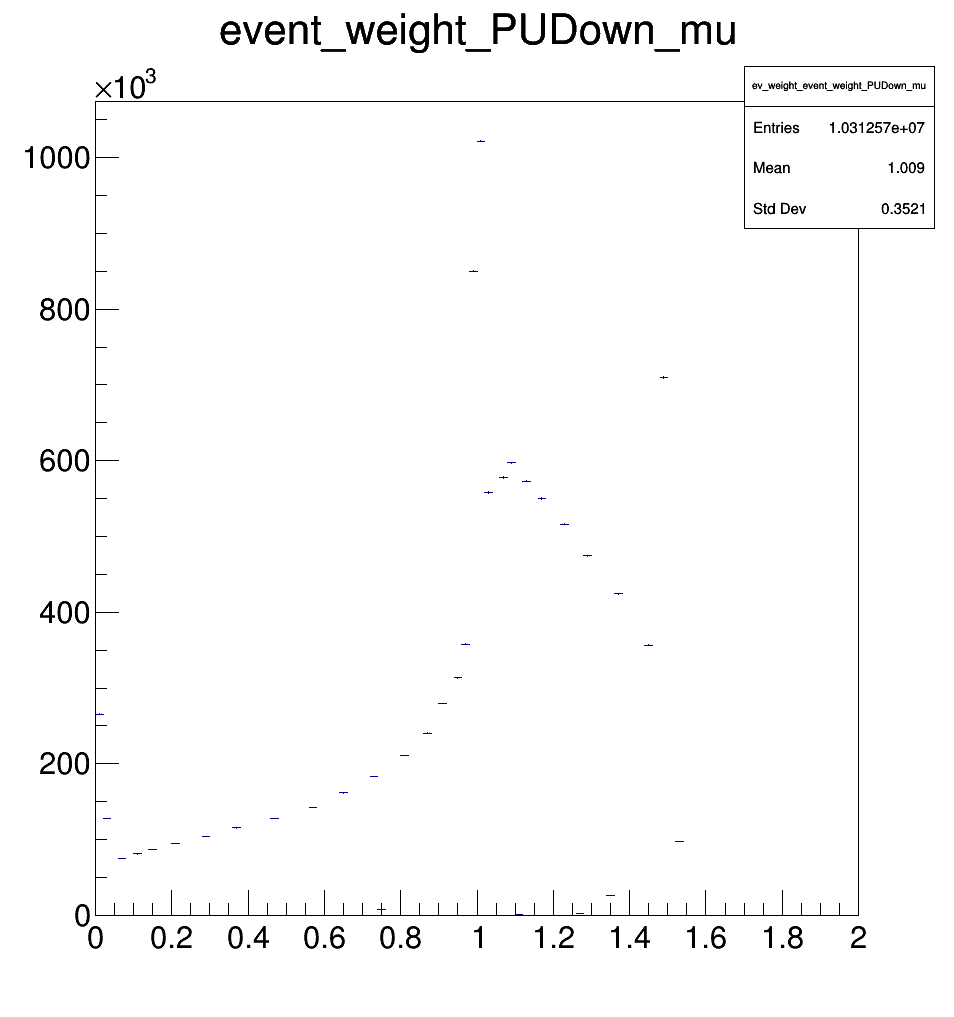 event_weight_PUDown_mu
×10³
ev_weight_event_weight_PUDown_mu
Entries 1.031257e+07
Mean 1.009
Std Dev 0.3521
1000
800
600
400
200
0
0 0.2 0.4 0.6 0.8 1 1.2 1.4 1.6 1.8 2